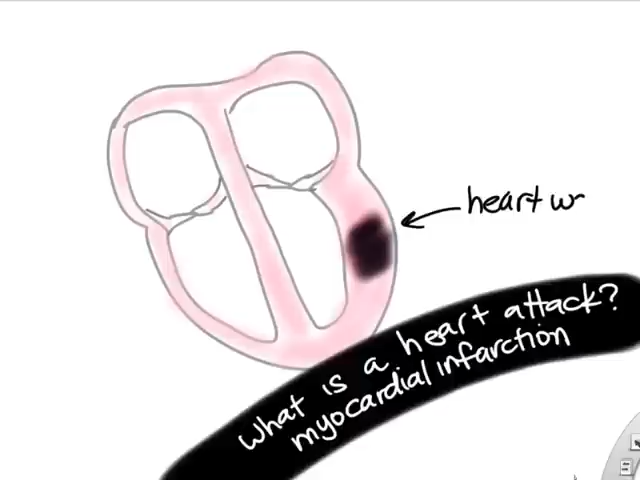 heart w
what is a heart attack?
myocardial infarction